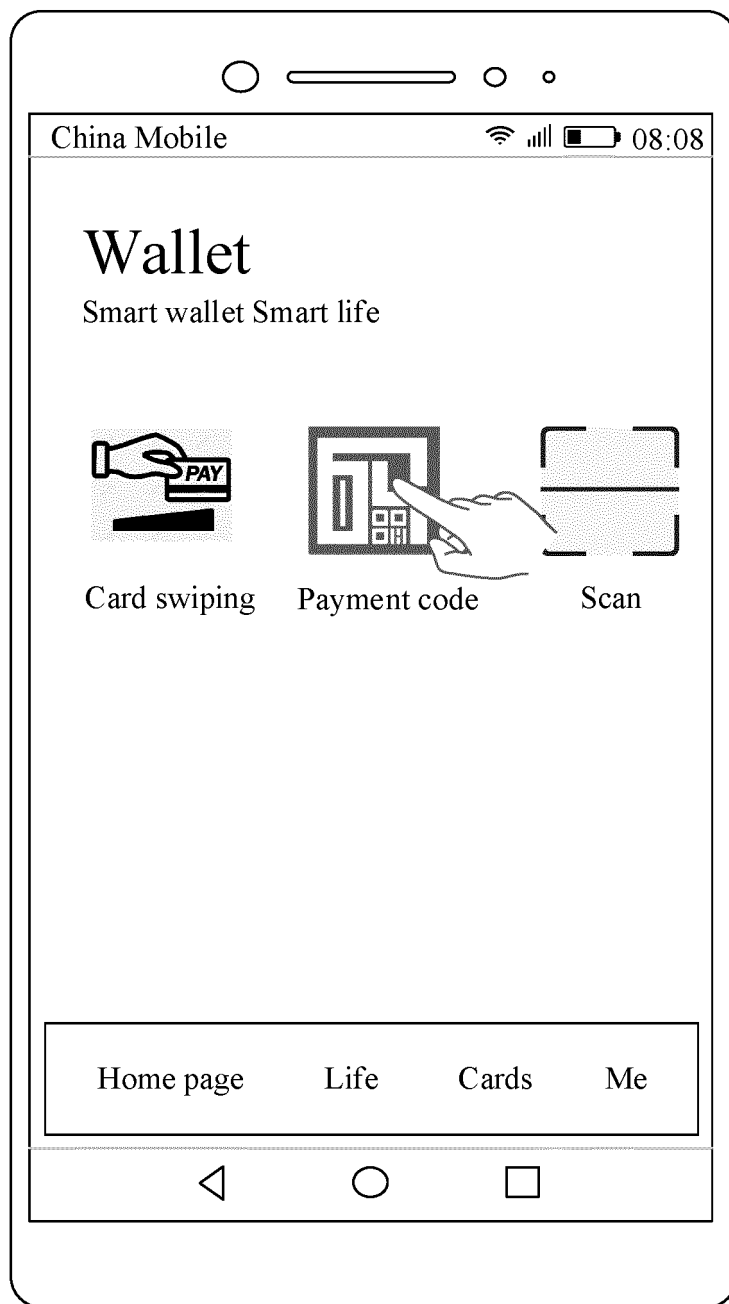 China Mobile 08:08
Wallet
Smart wallet Smart life
PAY
Card swiping Payment code Scan
Home page Life Cards Me